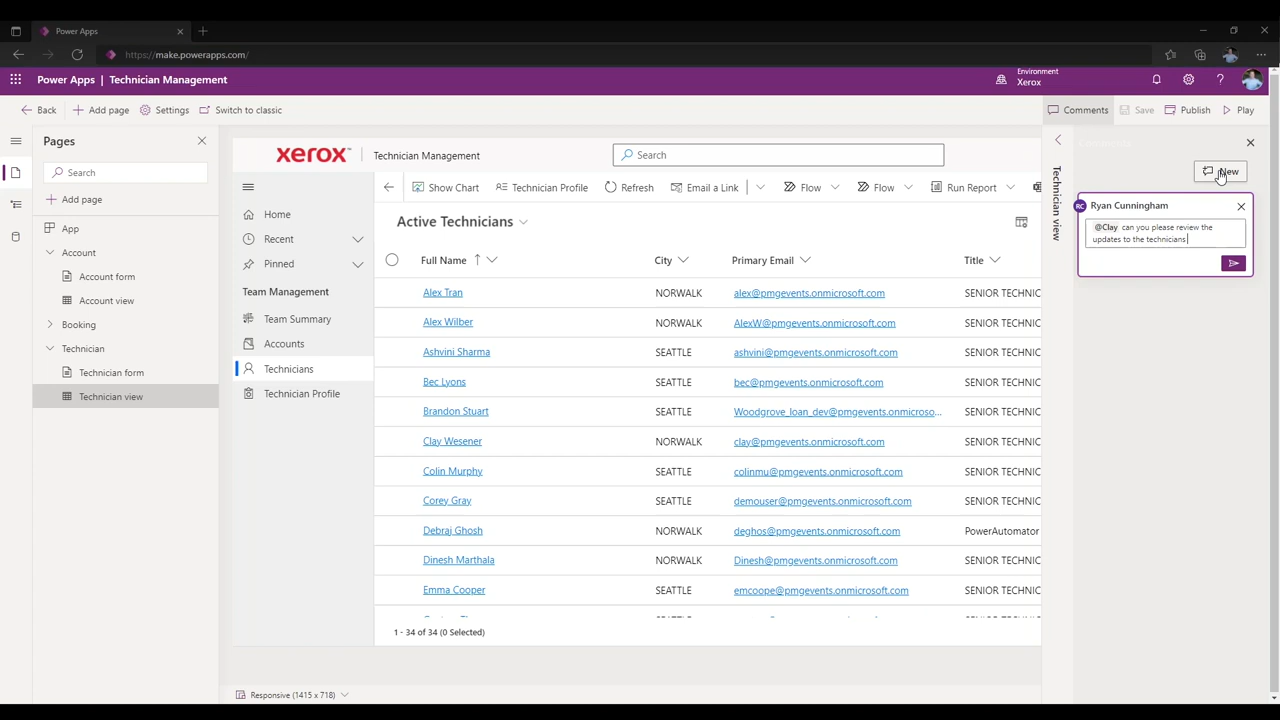 Power Apps
https://make.powerapps.com/
Power Apps | Technician Management
Environment
Xerox
Back
Add page
Settings
Switch to classic
Comments
Save
Publish
Play
Pages
Search
Add page
App
Account
Account form
Account view
Booking
Technician
Technician form
Technician view
xerox™
Technician Management
Search
Show Chart
Technician Profile
Refresh
Email a Link
Flow
Flow
Run Report
Home
Recent
Pinned
Team Management
Team Summary
Accounts
Technicians
Technician Profile
Active Technicians
Full Name ↑ City Primary Email Title
Alex Tran NORWALK alex@pmgevents.onmicrosoft.com SENIOR TECHNIC
Alex Wilber NORWALK AlexW@pmgevents.onmicrosoft.com SENIOR TECHNIC
Ashvini Sharma SEATTLE ashvini@pmgevents.onmicrosoft.com SENIOR TECHNIC
Bec Lyons SEATTLE bec@pmgevents.onmicrosoft.com SENIOR TECHNIC
Brandon Stuart SEATTLE Woodgrove_loan_dev@pmgevents.onmicroso... SENIOR TECHNIC
Clay Wesener NORWALK clay@pmgevents.onmicrosoft.com SENIOR TECHNIC
Colin Murphy SEATTLE colinmu@pmgevents.onmicrosoft.com SENIOR TECHNIC
Corey Gray SEATTLE demouser@pmgevents.onmicrosoft.com SENIOR TECHNIC
Debraj Ghosh NORWALK deghos@pmgevents.onmicrosoft.com PowerAutomator
Dinesh Marthala NORWALK Dinesh@pmgevents.onmicrosoft.com SENIOR TECHNIC
Emma Cooper SEATTLE emcoope@pmgevents.onmicrosoft.com SENIOR TECHNIC
1 - 34 of 34 (0 Selected)
Responsive (1415 x 718)
Technician view
New
RC Ryan Cunningham
@Clay can you please review the
updates to the technicians